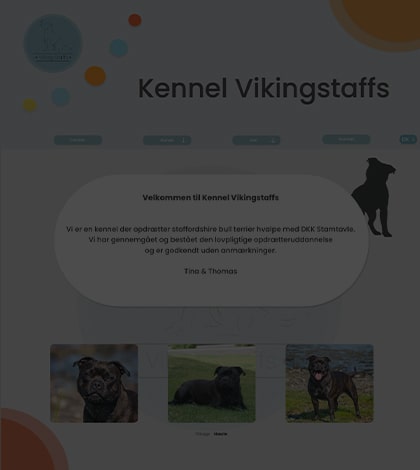 Kennel Vikingstaffs
Velkommen til Kennel Vikingstaffs
Vi er en kennel der opdrætter staffordshire bull terrier hvalpe med DKK Stamtavle.
Vi har gennemgået og bestået den lovpligtige opdrætteruddannelse
og er godkendt uden anmærkninger.
Tina & Thomas